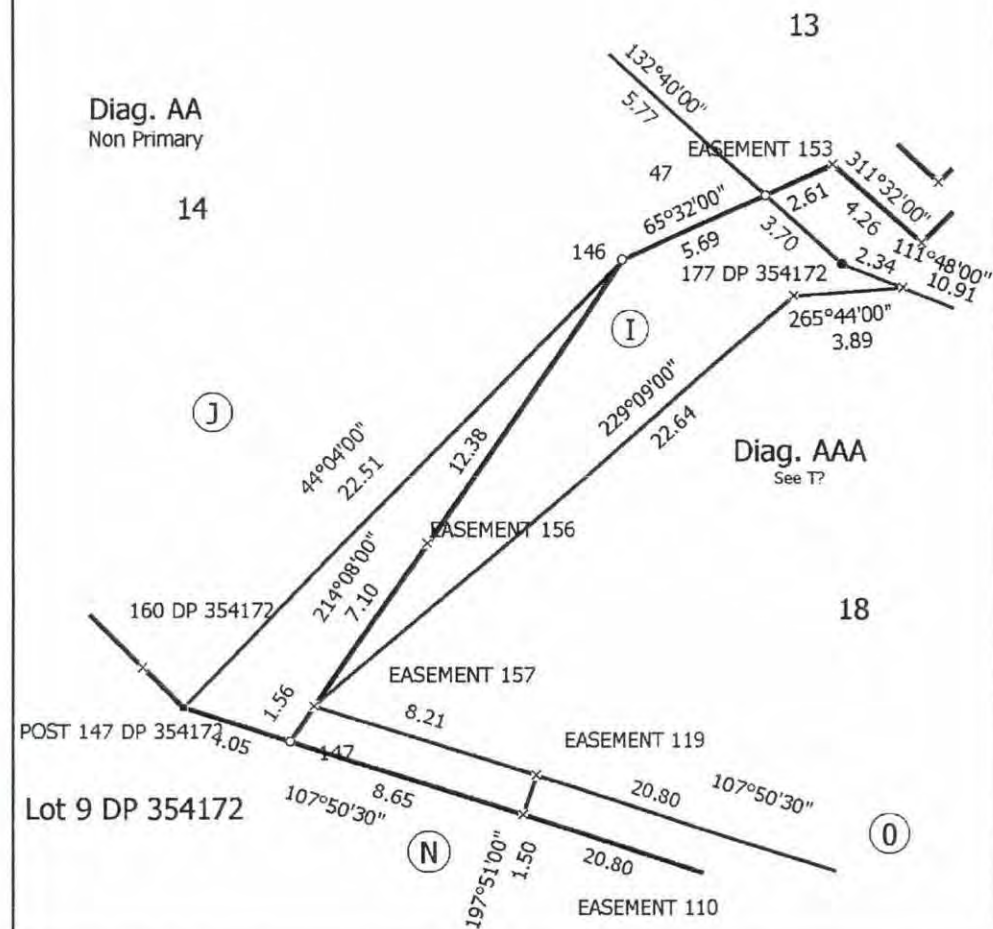 13
Diag. AA
Non Primary
132°40'00"
5.77
EASEMENT 153
311°32'00"
47
14
65°32'00"
2.61
4.26
5.69
3.70
146
2.34
111°48'00"
10.91
177 DP 354172
265°44'00"
3.89
I
J
229°09'00"
22.64
44°04'00"
22.51
12.38
Diag. AAA
See T?
EASEMENT 156
214°08'00"
7.10
160 DP 354172
18
EASEMENT 157
1.56
8.21
POST 147 DP 354172
4.05
147
EASEMENT 119
20.80
107°50'30"
Lot 9 DP 354172
8.65
107°50'30"
O
N
197°51'00"
1.50
20.80
EASEMENT 110